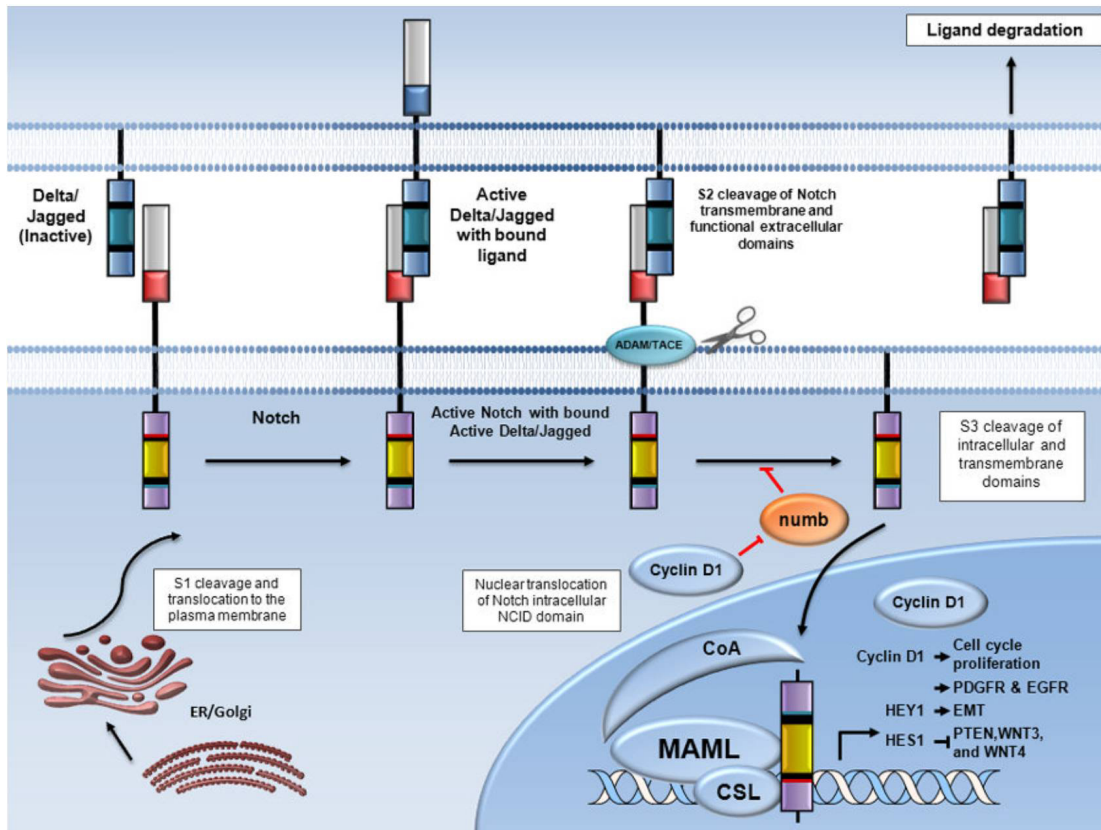 Ligand degradation
Delta/
Jagged
(Inactive)
Active
Delta/Jagged
with bound
ligand
S2 cleavage of Notch
transmembrane and
functional extracellular
domains
ADAM/TACE
Notch
Active Notch with bound
Active Delta/Jagged
S3 cleavage of
intracellular and
transmembrane
domains
numb
Cyclin D1
S1 cleavage and
translocation to the
plasma membrane
Nuclear translocation
of Notch intracellular
NCID domain
ER/Golgi
Cyclin D1
CoA
MAML
CSL
Cyclin D1 Cell cycle
proliferation
PDGFR & EGFR
HEY1 EMT
HES1 PTEN,WNT3,
and WNT4